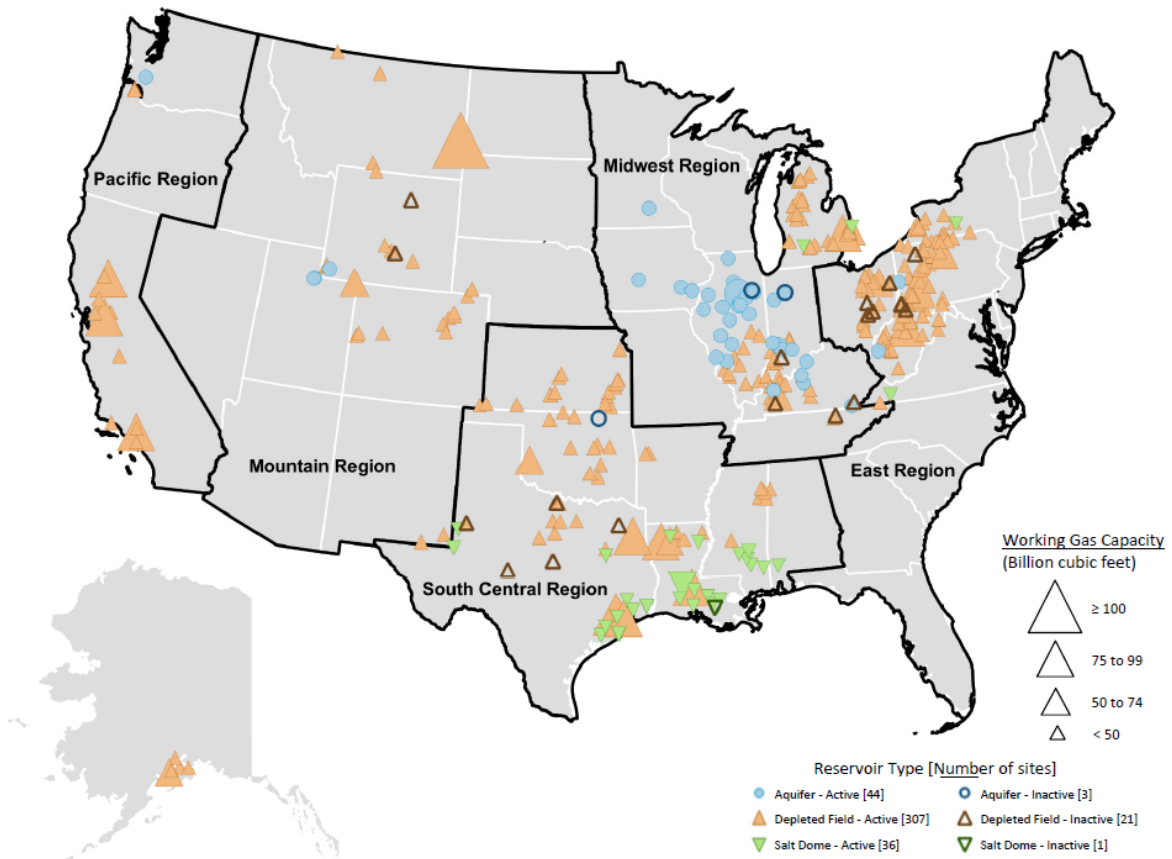 Pacific Region
Midwest Region
Mountain Region
East Region
South Central Region
Working Gas Capacity
(Billion cubic feet)
≥ 100
75 to 99
50 to 74
< 50
Reservoir Type [Number of sites]
Aquifer - Active [44]
Aquifer - Inactive [3]
Depleted Field - Active [307]
Depleted Field - Inactive [21]
Salt Dome - Active [36]
Salt Dome - Inactive [1]